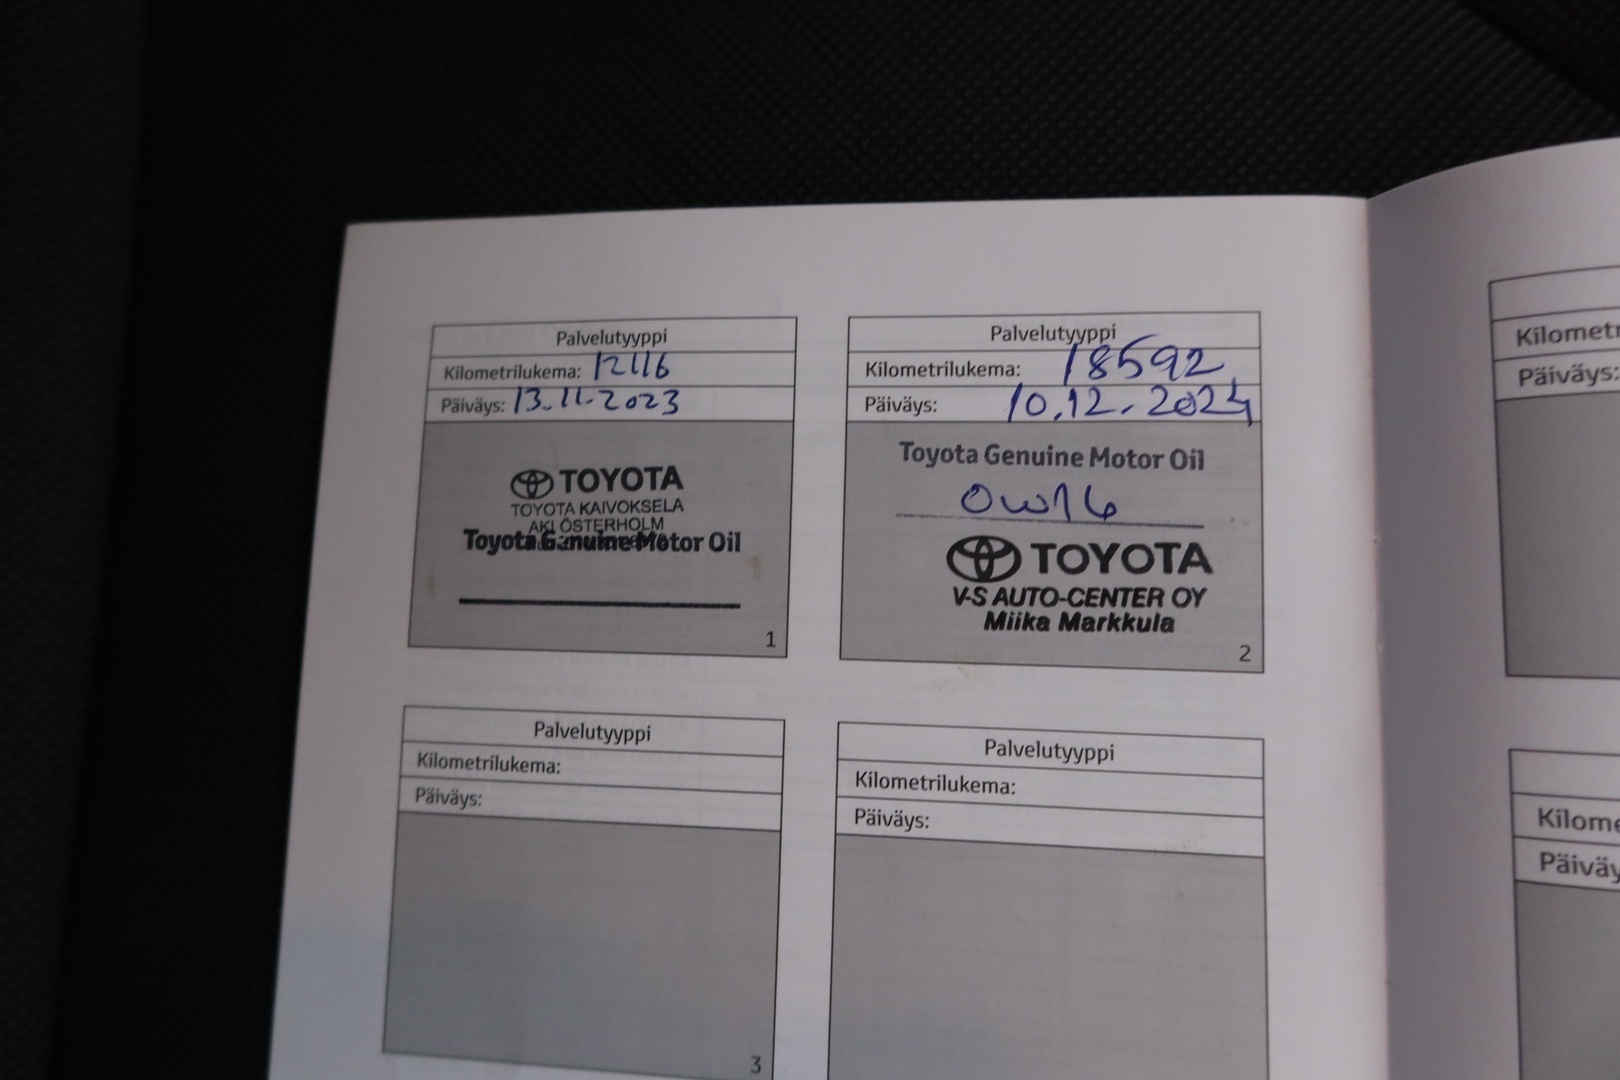 Palvelutyyppi
Kilometrilukema: 12116
Päiväys: 13.11.2023
TOYOTA
TOYOTA KAIVOKSELA
AKI ÖSTERHOLM
Toyota Genuine Motor Oil
1
Palvelutyyppi
Kilometrilukema: 18592
Päiväys: 10.12.2024
Toyota Genuine Motor Oil
0w16
TOYOTA
V-S AUTO-CENTER OY
Miika Markkula
2
Palvelutyyppi
Kilometrilukema:
Päiväys:
3
Palvelutyyppi
Kilometrilukema:
Päiväys:
Kilometr
Päiväys:
Kilome
Päiväy